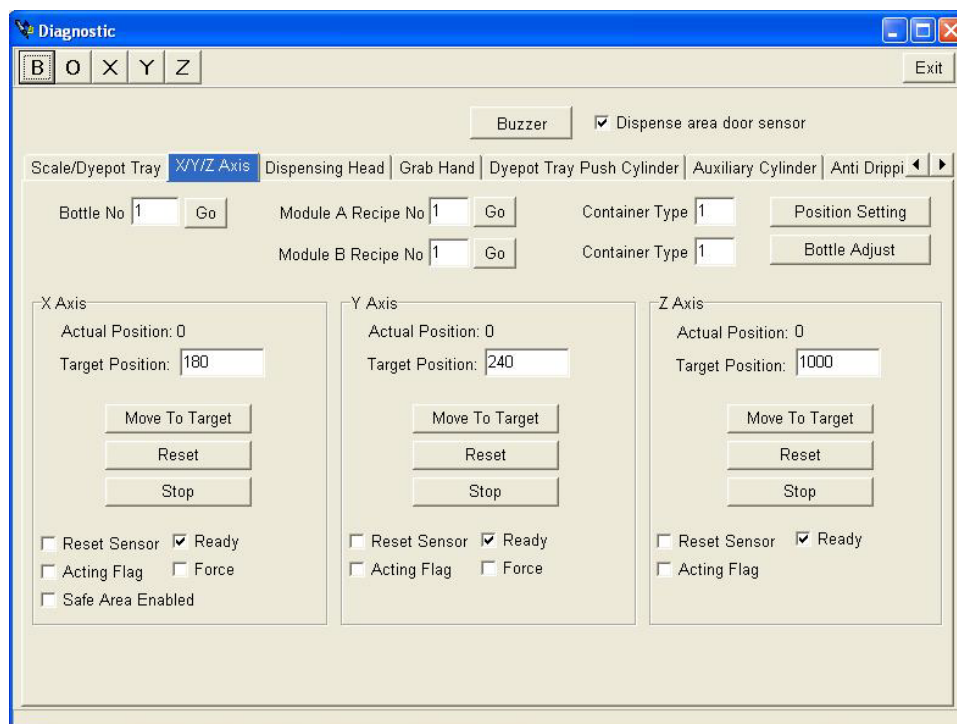 Diagnostic
B O X Y Z Exit
Buzzer Dispense area door sensor
Scale/Dyepot Tray X/Y/Z Axis Dispensing Head Grab Hand Dyepot Tray Push Cylinder Auxiliary Cylinder Anti Drippi
Bottle No 1 Go Module A Recipe No 1 Go Container Type 1 Position Setting
Module B Recipe No 1 Go Container Type 1 Bottle Adjust
X Axis
Actual Position: 0
Target Position: 180
Move To Target
Reset
Stop
Reset Sensor Ready
Acting Flag Force
Safe Area Enabled
Y Axis
Actual Position: 0
Target Position: 240
Move To Target
Reset
Stop
Reset Sensor Ready
Acting Flag Force
Z Axis
Actual Position: 0
Target Position: 1000
Move To Target
Reset
Stop
Reset Sensor Ready
Acting Flag